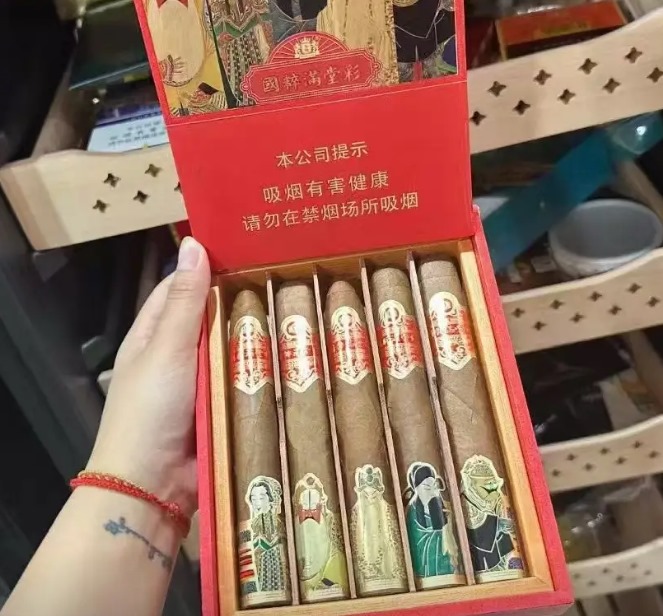 國粹滿堂彩
本公司提示
吸烟有害健康
请勿在禁烟场所吸烟